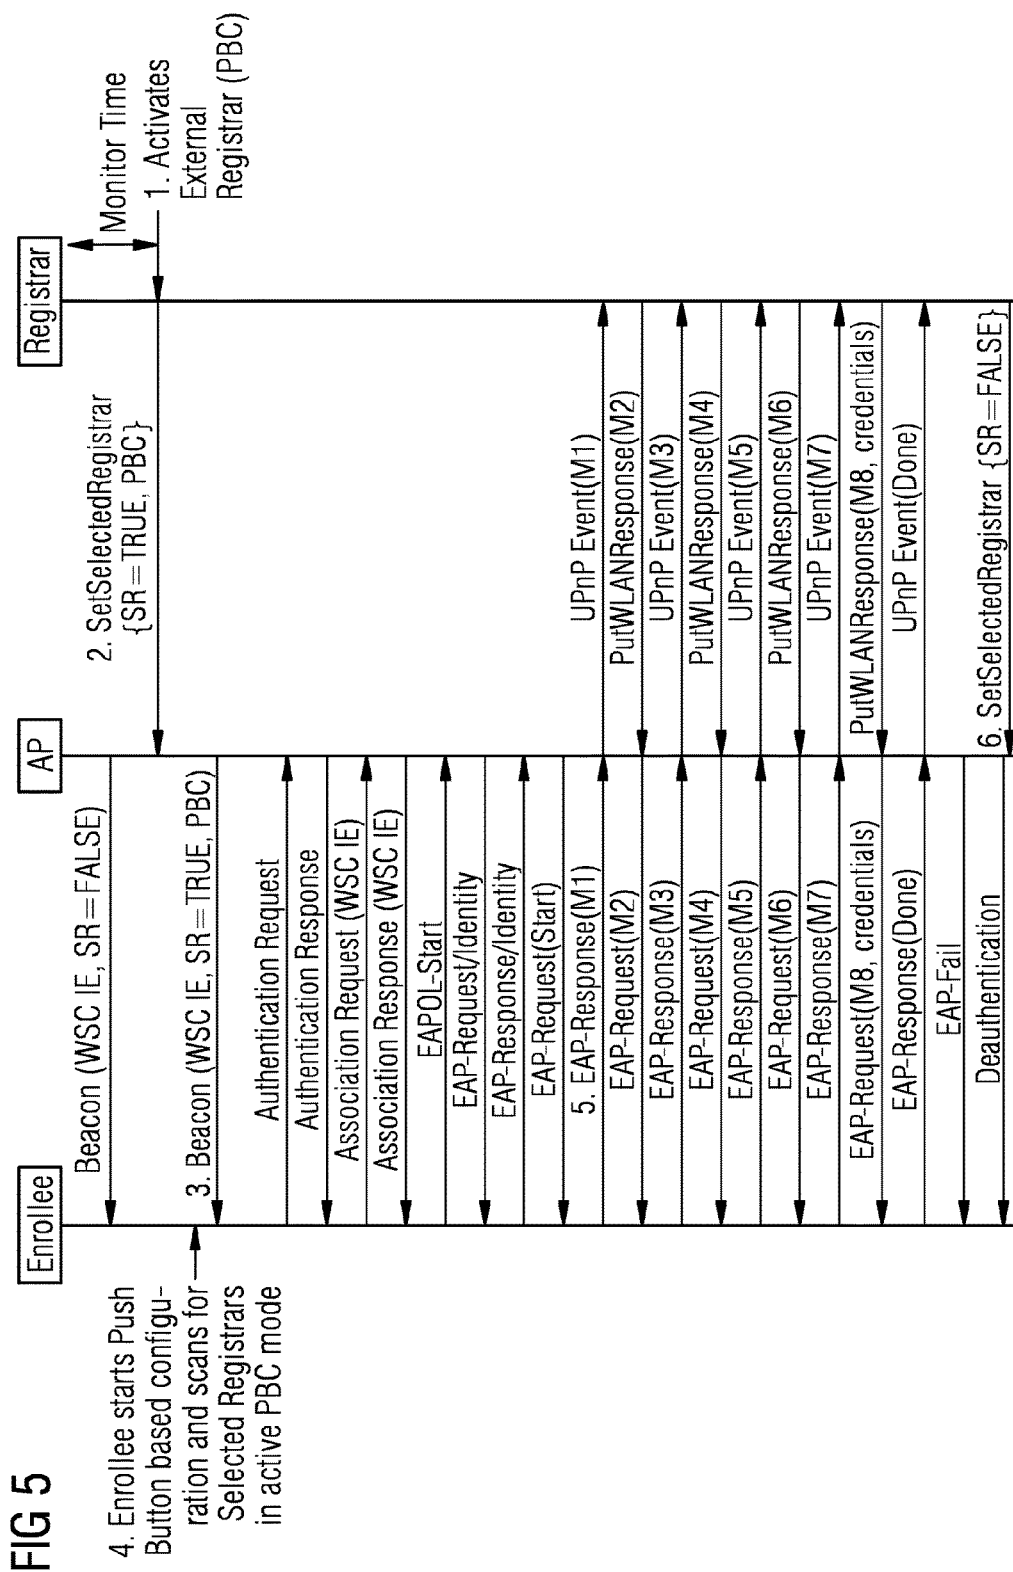 FIG 5
Enrollee
AP
Registrar
Monitor Time
1. Activates
External
Registrar (PBC)
2. SetSelectedRegistrar
{SR=TRUE, PBC}
Beacon (WSC IE, SR=FALSE)
3. Beacon (WSC IE, SR=TRUE, PBC)
4. Enrollee starts Push
Button based configu-
ration and scans for
Selected Registrars
in active PBC mode
Authentication Request
Authentication Response
Association Request (WSC IE)
Association Response (WSC IE)
EAPOL-Start
EAP-Request/Identity
EAP-Response/Identity
EAP-Request(Start)
5. EAP-Response(M1)
UPnP Event(M1)
EAP-Request(M2)
PutWLANResponse(M2)
EAP-Response(M3)
UPnP Event(M3)
EAP-Request(M4)
PutWLANResponse(M4)
EAP-Response(M5)
UPnP Event(M5)
EAP-Request(M6)
PutWLANResponse(M6)
EAP-Response(M7)
UPnP Event(M7)
EAP-Request(M8, credentials)
PutWLANResponse(M8, credentials)
EAP-Response(Done)
UPnP Event(Done)
EAP-Fail
Deauthentication
6. SetSelectedRegistrar {SR=FALSE}